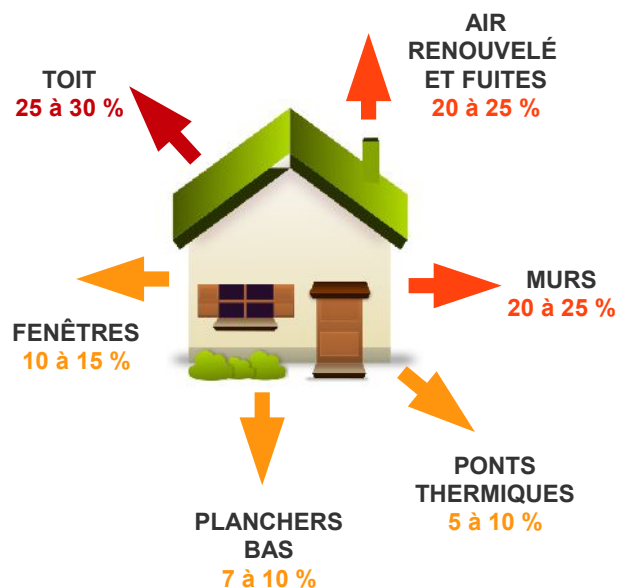 TOIT
25 à 30 %
AIR
RENOUVELÉ
ET FUITES
20 à 25 %
FENÊTRES
10 à 15 %
MURS
20 à 25 %
PLANCHERS
BAS
7 à 10 %
PONTS
THERMIQUES
5 à 10 %